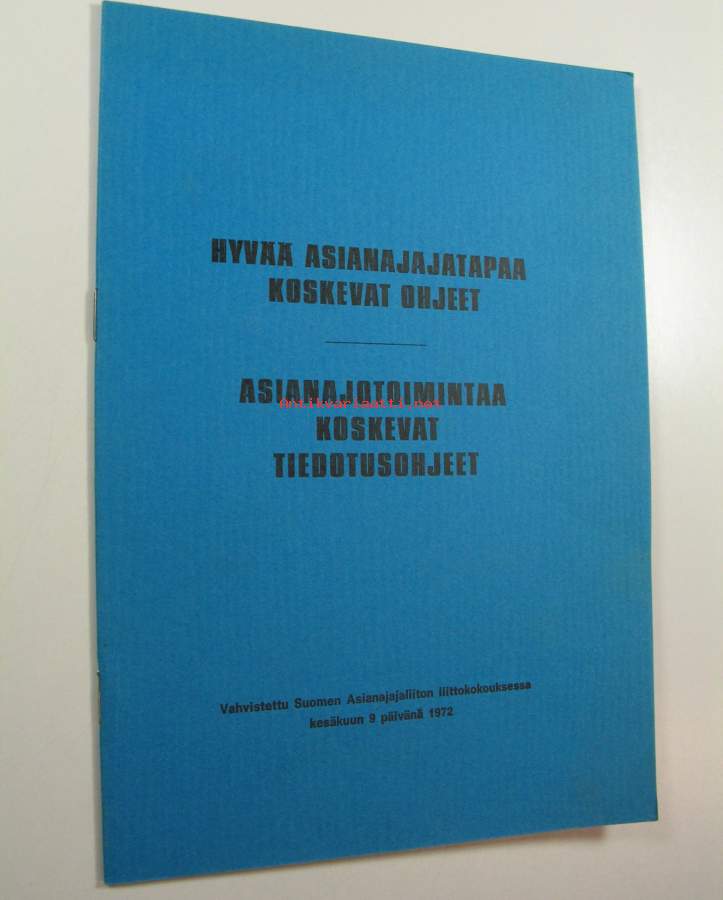 HYVÄÄ ASIANAJAJATAPAA
KOSKEVAT OHJEET
ASIANAJOTOIMINTAA
Antikvariaatti.net
KOSKEVAT
TIEDOTUSOHJEET
Vahvistettu Suomen Asianajajaliiton liittokokouksessa
kesäkuun 9 päivänä 1972